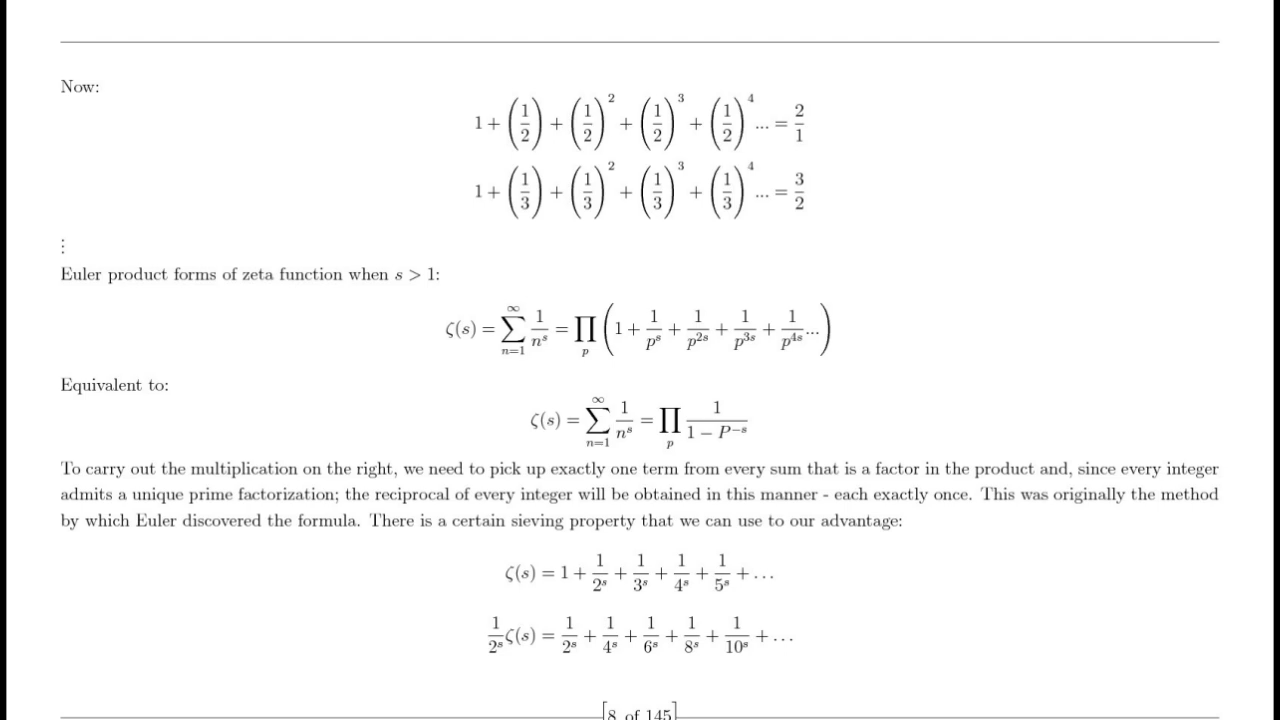 Now:
1 + (1/2) + (1/2)^2 + (1/2)^3 + (1/2)^4 ... = 2/1
1 + (1/3) + (1/3)^2 + (1/3)^3 + (1/3)^4 ... = 3/2
⋮
Euler product forms of zeta function when s > 1:
ζ(s) = ∑_{n=1}^{∞} 1/n^s = ∏_p (1 + 1/p^s + 1/p^{2s} + 1/p^{3s} + 1/p^{4s} ...)
Equivalent to:
ζ(s) = ∑_{n=1}^{∞} 1/n^s = ∏_p 1/(1 − P^{−s})
To carry out the multiplication on the right, we need to pick up exactly one term from every sum that is a factor in the product and, since every integer
admits a unique prime factorization; the reciprocal of every integer will be obtained in this manner - each exactly once. This was originally the method
by which Euler discovered the formula. There is a certain sieving property that we can use to our advantage:
ζ(s) = 1 + 1/2^s + 1/3^s + 1/4^s + 1/5^s + ...
1/2^s ζ(s) = 1/2^s + 1/4^s + 1/6^s + 1/8^s + 1/10^s + ...
[8 of 145]